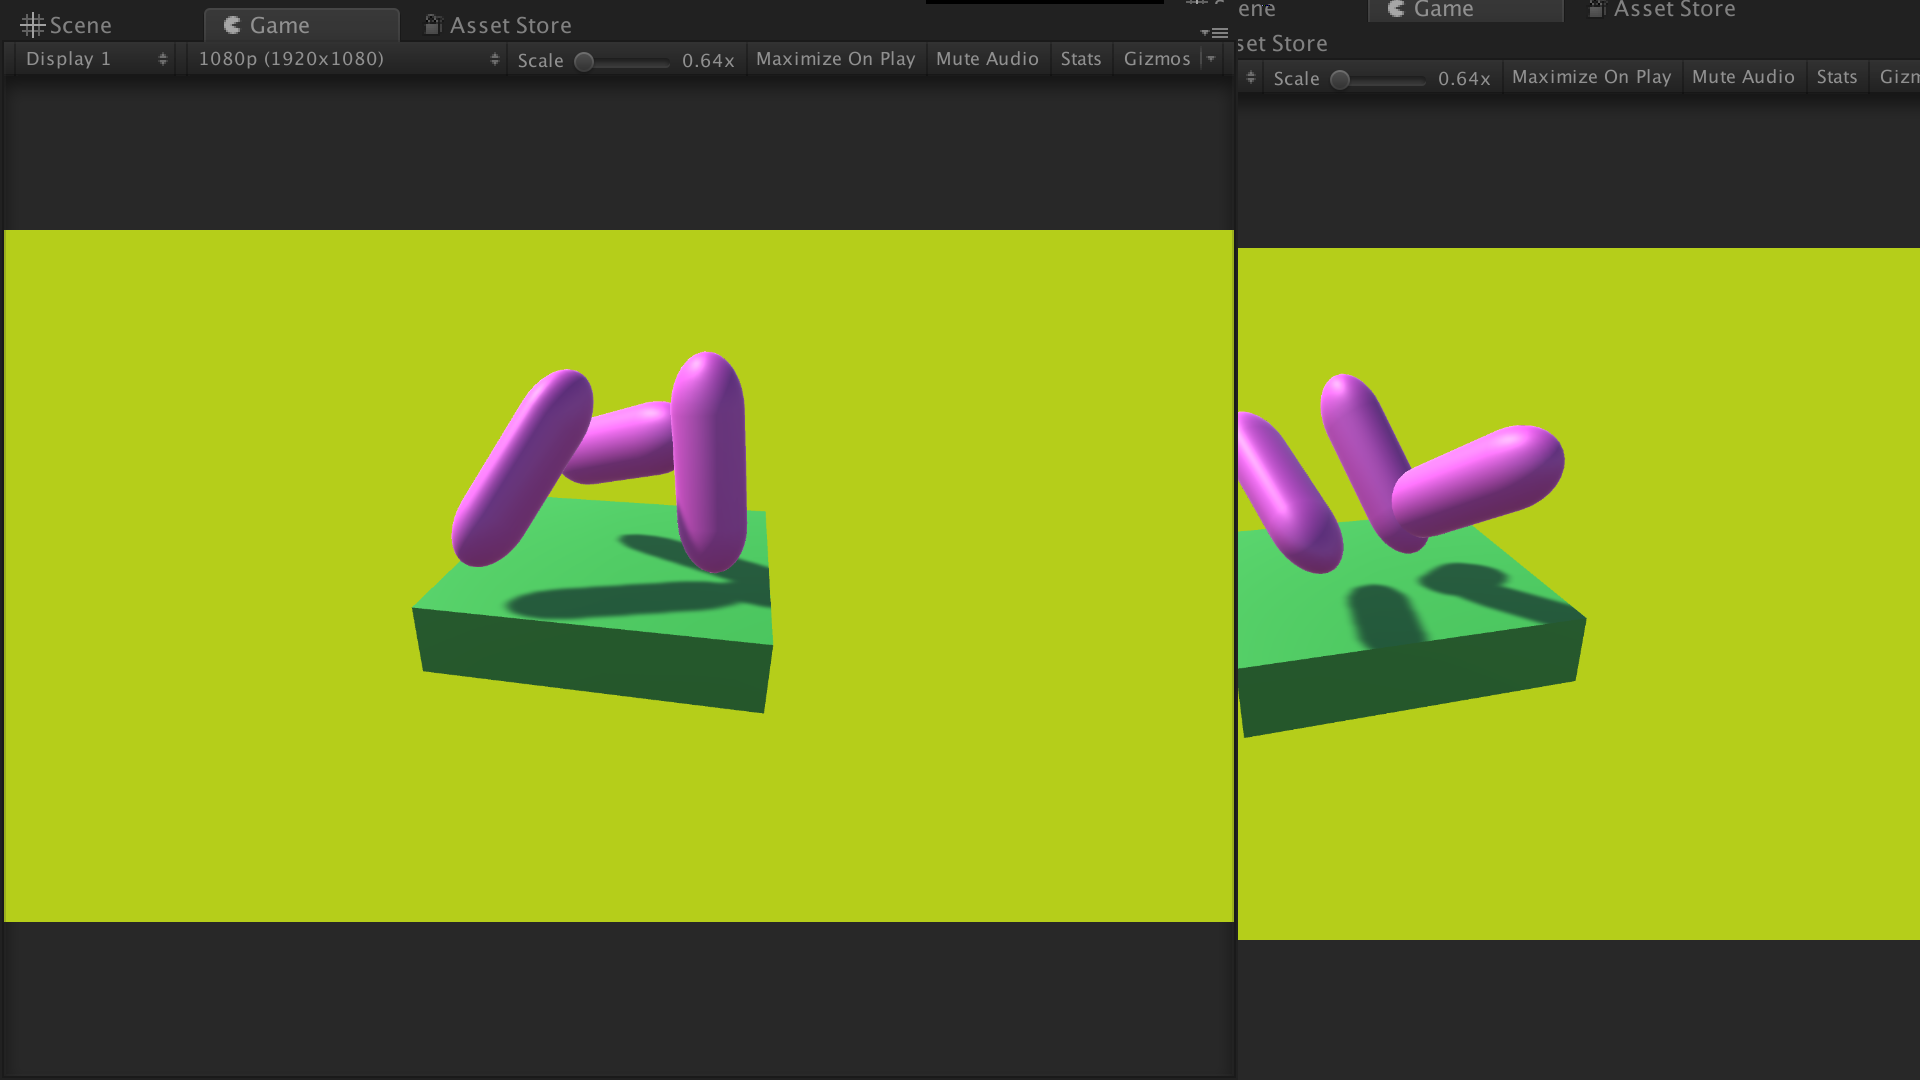 Scene Game Asset Store
Display 1 1080p (1920x1080) Scale 0.64x Maximize On Play Mute Audio Stats Gizmos
ene Game Asset Store
set Store
Scale 0.64x Maximize On Play Mute Audio Stats Gizm